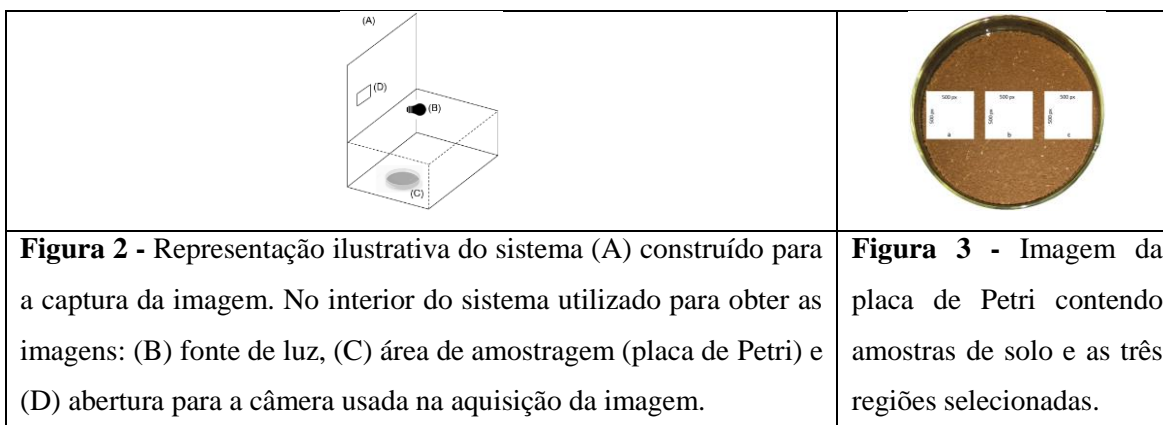 (A)
(D)
(B)
(C)
500 px
500 px
500 px
500 px
500 px
500 px
a
b
c
Figura 2 - Representação ilustrativa do sistema (A) construído para
a captura da imagem. No interior do sistema utilizado para obter as
imagens: (B) fonte de luz, (C) área de amostragem (placa de Petri) e
(D) abertura para a câmera usada na aquisição da imagem.
Figura 3 - Imagem da
placa de Petri contendo
amostras de solo e as três
regiões selecionadas.